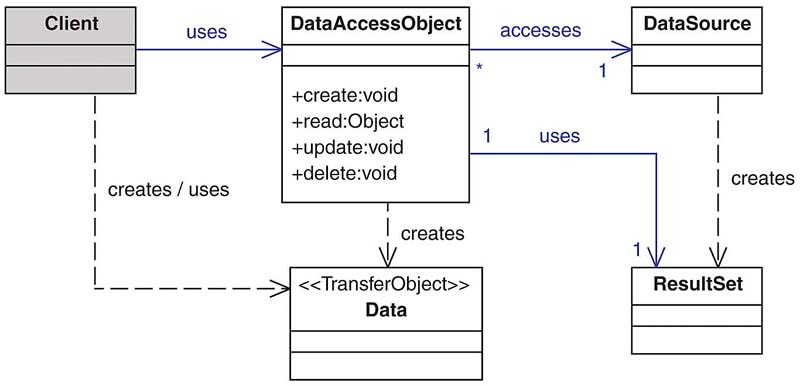 Client
uses
DataAccessObject
accesses
DataSource
*
1
+create:void
+read:Object
+update:void
+delete:void
1
uses
creates / uses
creates
creates
1
<<TransferObject>>
Data
ResultSet